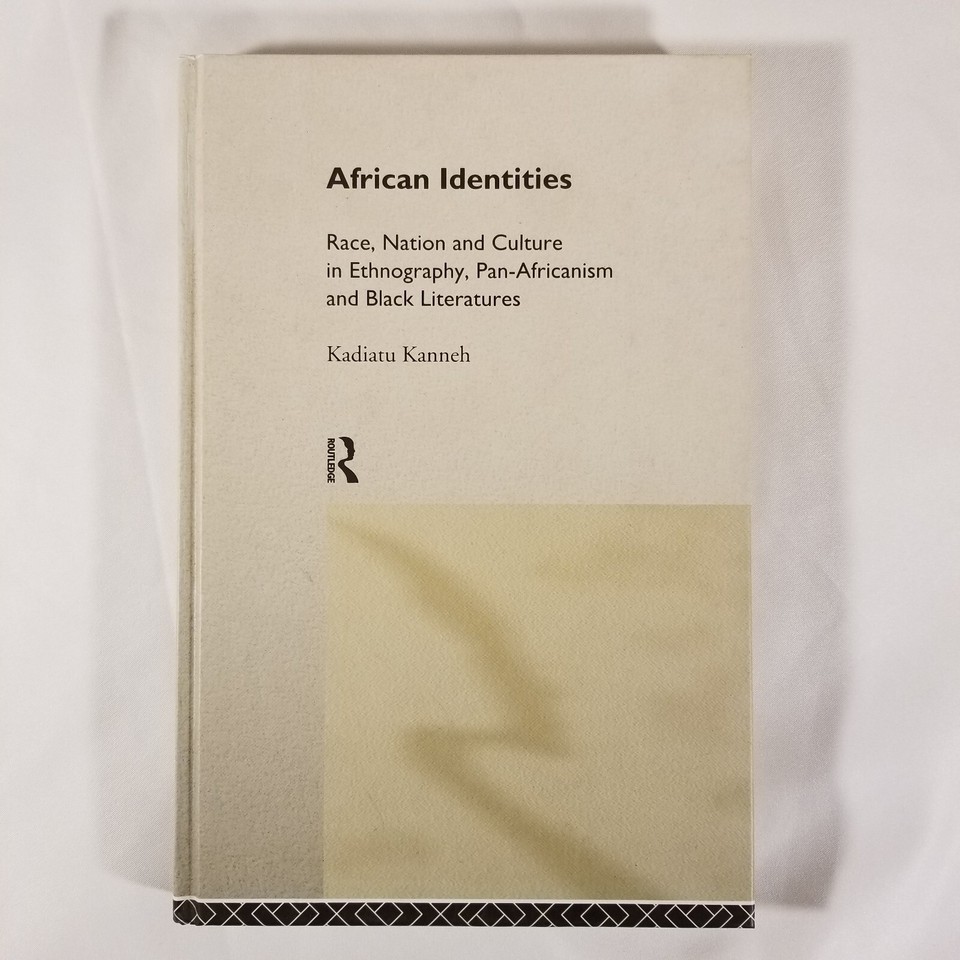 African Identities
Race, Nation and Culture
in Ethnography, Pan-Africanism
and Black Literatures
Kadiatu Kanneh
ROUTLEDGE